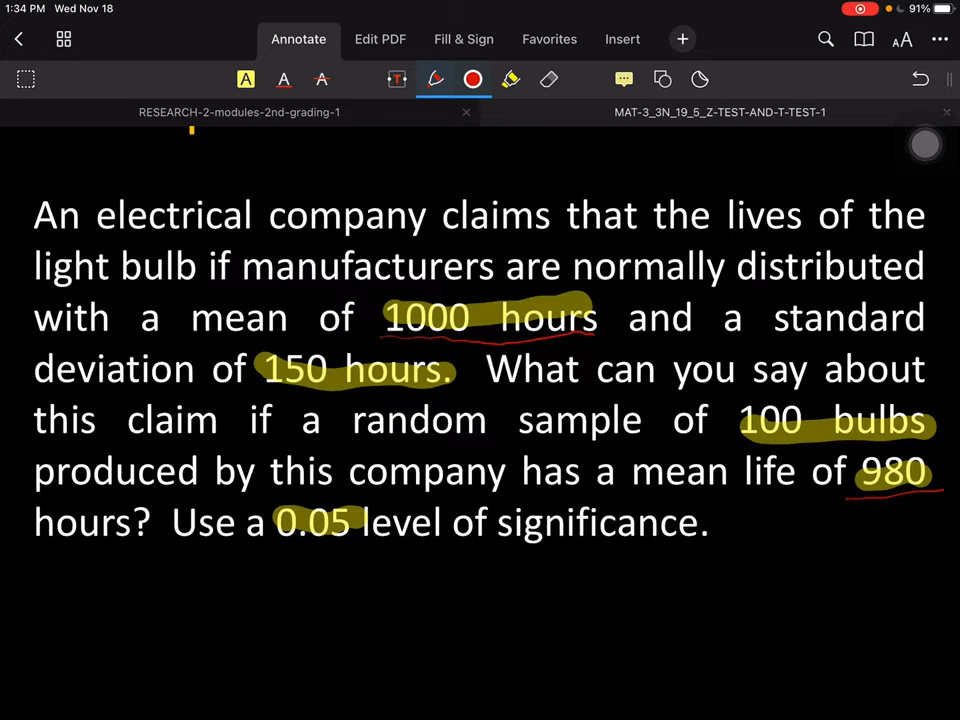 1:34 PM Wed Nov 18
91%
Annotate Edit PDF Fill & Sign Favorites Insert
AA
A A A T
RESEARCH-2-modules-2nd-grading-1
MAT-3_3N_19_5_Z-TEST-AND-T-TEST-1
An electrical company claims that the lives of the
light bulb if manufacturers are normally distributed
with a mean of 1000 hours and a standard
deviation of 150 hours. What can you say about
this claim if a random sample of 100 bulbs
produced by this company has a mean life of 980
hours? Use a 0.05 level of significance.